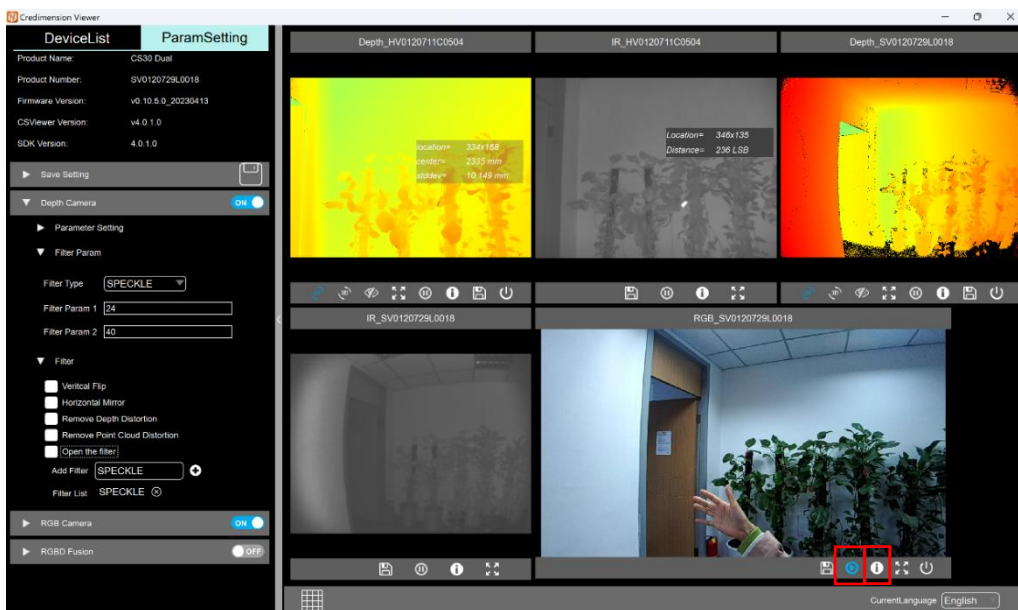 Credimension Viewer
DeviceList ParamSetting
Product Name: CS30 Dual
Product Number: SV0120729L0018
Firmware Version: v0.10.5.0_20230413
CSViewer Version: v4.0.1.0
SDK Version: 4.0.1.0
Save Setting
Depth Camera ON
Parameter Setting
Filter Param
Filter Type SPECKLE
Filter Param 1 24
Filter Param 2 40
Filter
Veritcal Flip
Horizontal Mirror
Remove Depth Distortion
Remove Point Cloud Distortion
Open the filter
Add Filter SPECKLE
Filter List SPECKLE
RGB Camera ON
RGBD Fusion OFF
Depth_HV0120711C0504
location= 334x168
center= 2335 mm
stddev= 10.149 mm
IR_HV0120711C0504
Location= 346x135
Distance= 236 LSB
Depth_SV0120729L0018
IR_SV0120729L0018
RGB_SV0120729L0018
CurrentLanguage English